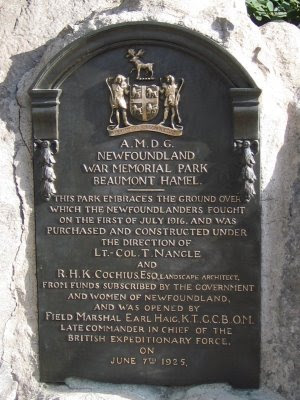 A.M.D.G.
NEWFOUNDLAND
WAR MEMORIAL PARK
BEAUMONT HAMEL.
THIS PARK EMBRACES THE GROUND OVER
WHICH THE NEWFOUNDLANDERS FOUGHT
ON THE FIRST OF JULY 1916, AND WAS
PURCHASED AND CONSTRUCTED UNDER
THE DIRECTION OF
LT.-COL. T. NANGLE
AND
R.H.K. COCHIUS, ESQ, LANDSCAPE ARCHITECT,
FROM FUNDS SUBSCRIBED BY THE GOVERNMENT
AND WOMEN OF NEWFOUNDLAND,
AND WAS OPENED BY
FIELD MARSHAL EARL HAIG, K.T. G.C.B. O.M.
LATE COMMANDER IN CHIEF OF THE
BRITISH EXPEDITIONARY FORCE,
ON
JUNE 7TH 1925.